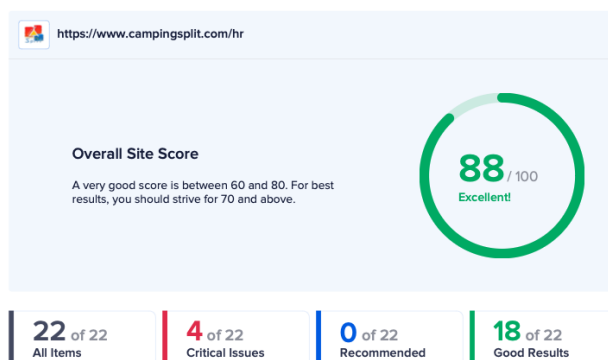 https://www.campingsplit.com/hr
Overall Site Score
A very good score is between 60 and 80. For best
results, you should strive for 70 and above.
88 / 100
Excellent!
22 of 22
All Items
4 of 22
Critical Issues
0 of 22
Recommended
18 of 22
Good Results